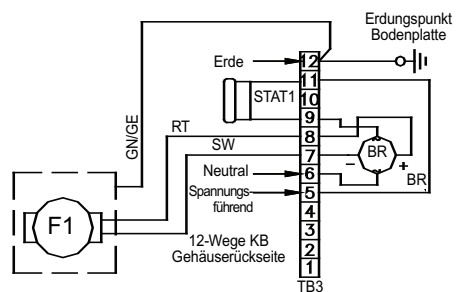 Erdungspunkt
Bodenplatte
Erde
12
11
STAT1
10
9
GN/GE
RT
8
BR
SW
7
–
+
Neutral
6
BR
Spannungs-
führend
5
4
F1
3
12-Wege KB
Gehäuserückseite
2
1
TB3